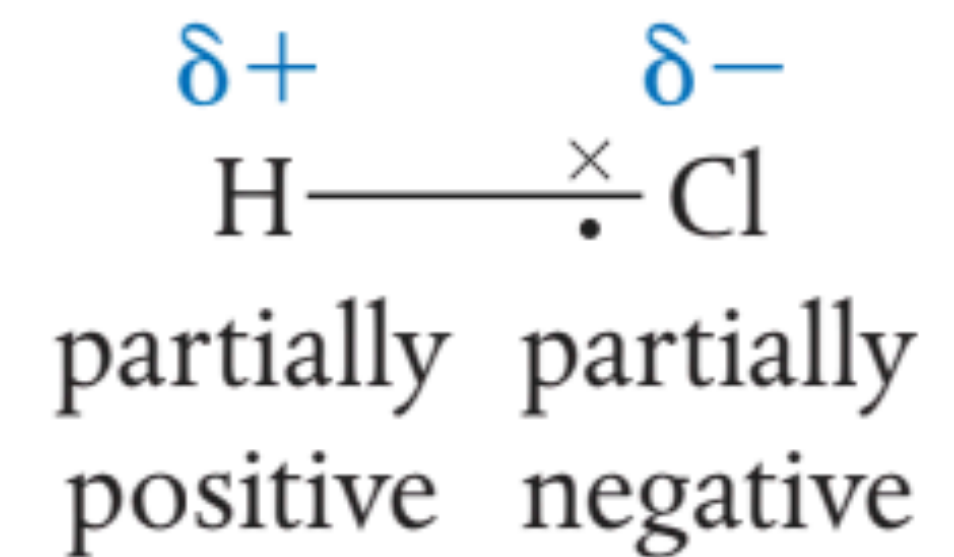 δ+ δ−
H × • Cl
partially partially
positive negative